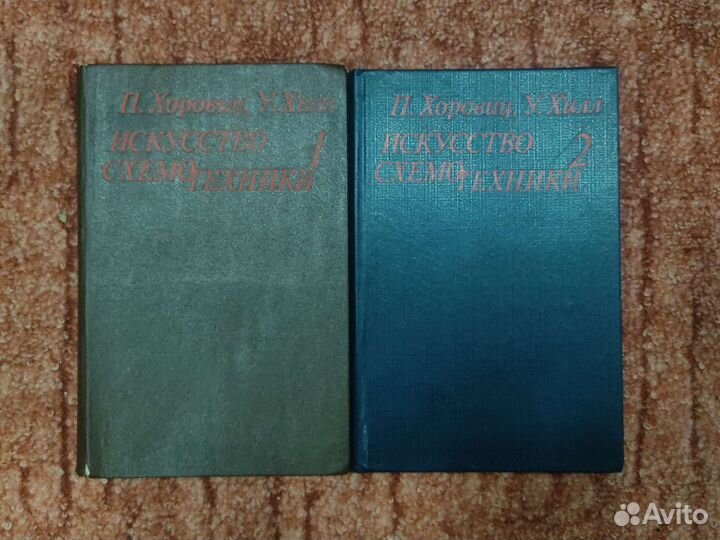 П. Хоровиц, У. Хилл
ИСКУССТВО 1
СХЕМОТЕХНИКИ
П. Хоровиц, У. Хилл
ИСКУССТВО 2
СХЕМОТЕХНИКИ
Avito